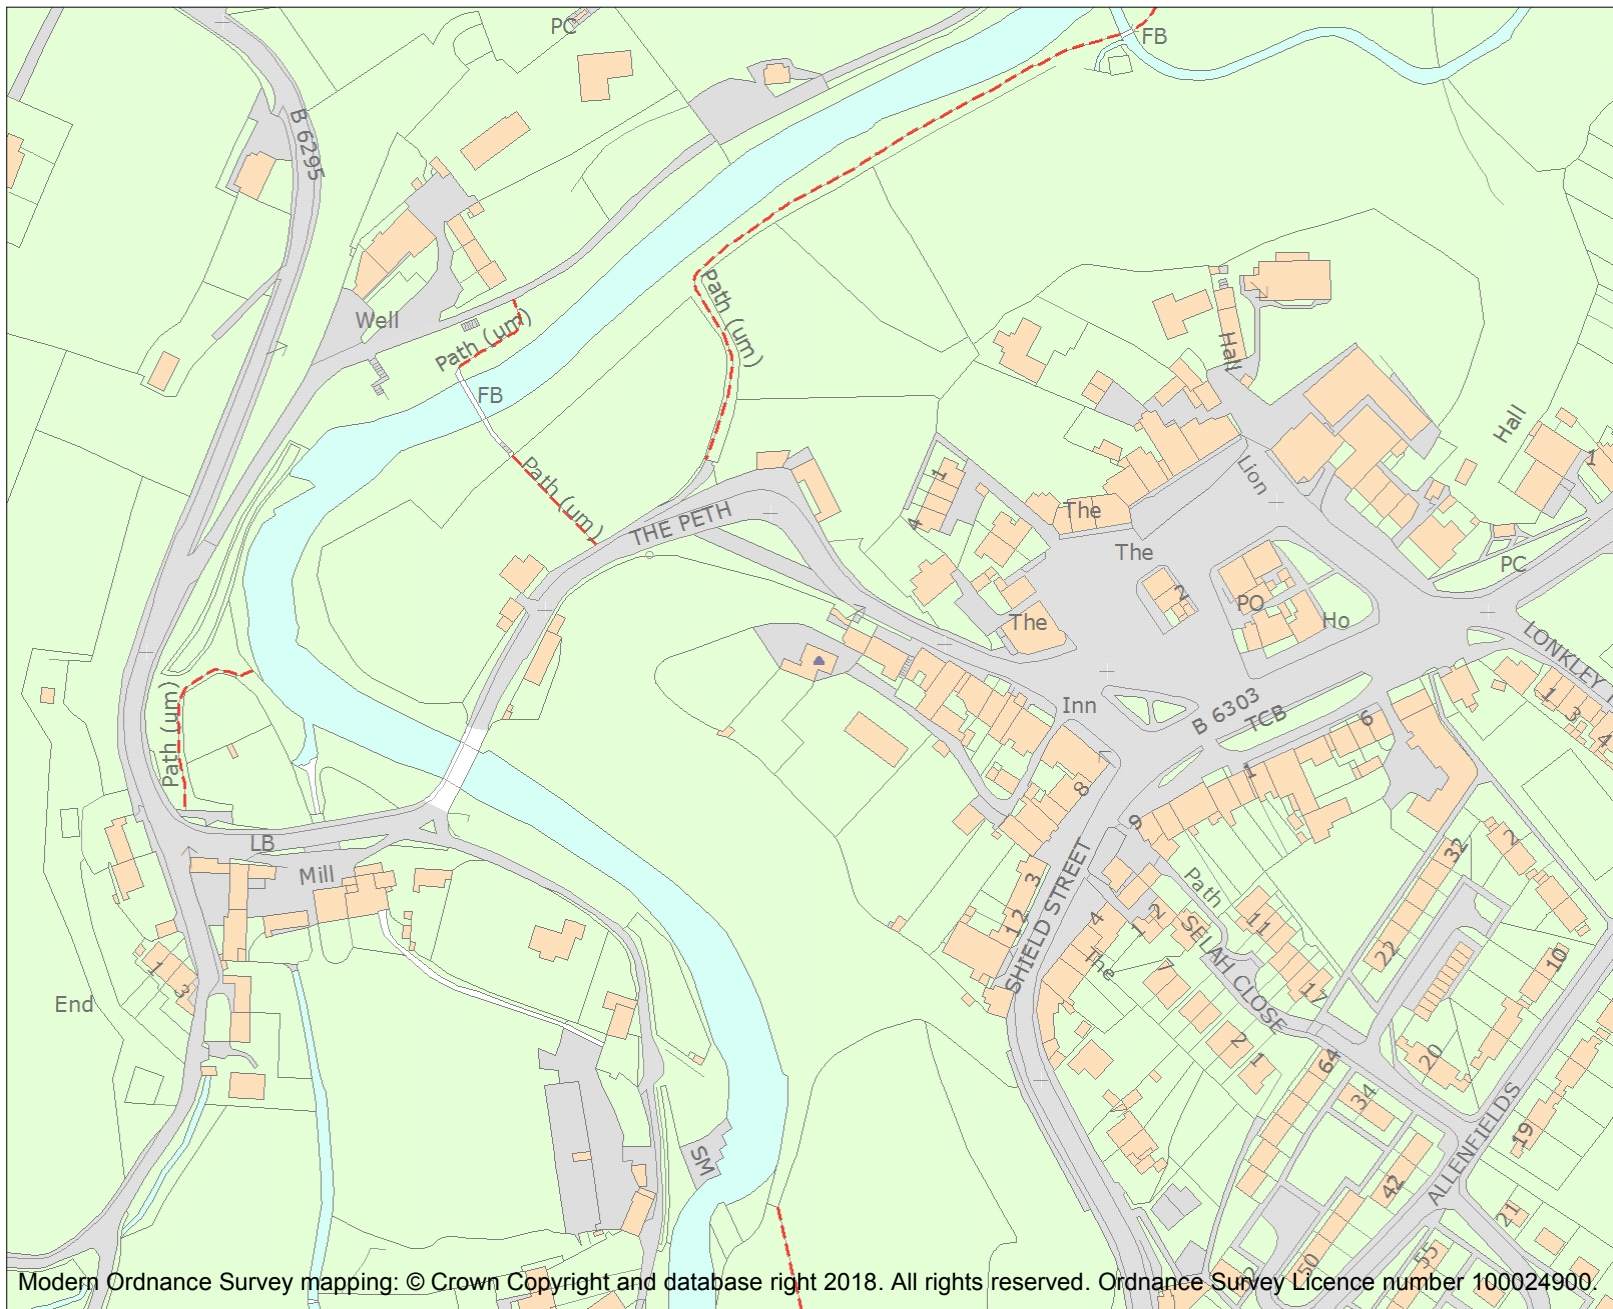 PC
FB
B 6295
Path (um)
Well
Path (um)
FB
Hall
Hall
Path (um)
THE PETH
1
4
The
Lion
1
The
PC
2
PO
Ho
The
LONKLEY T
Path (um)
Inn
B 6303
TCB
6
1
3
4
1
8
9
LB
Mill
3
12
SHIELD STREET
Path
32
2
4
2
1
11
SELAH CLOSE
22
10
The
7
17
1
3
End
2
1
64
20
34
19
ALLENFIELDS
SM
42
21
55
50
2
Modern Ordnance Survey mapping: © Crown Copyright and database right 2018. All rights reserved. Ordnance Survey Licence number 100024900.